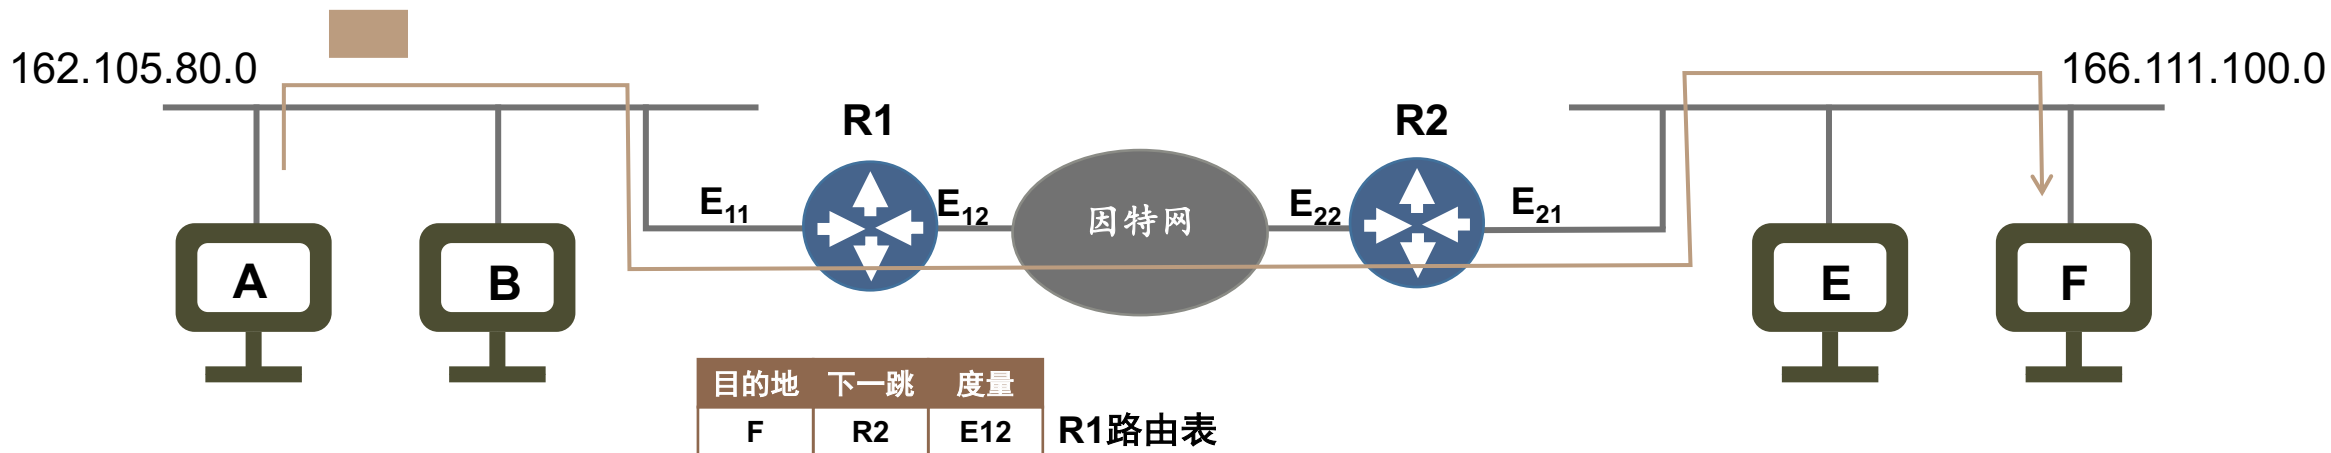 162.105.80.0
166.111.100.0
R1
R2
E11
E12
因特网
E22
E21
A
B
E
F
目的地 下一跳 度量
F R2 E12
R1路由表